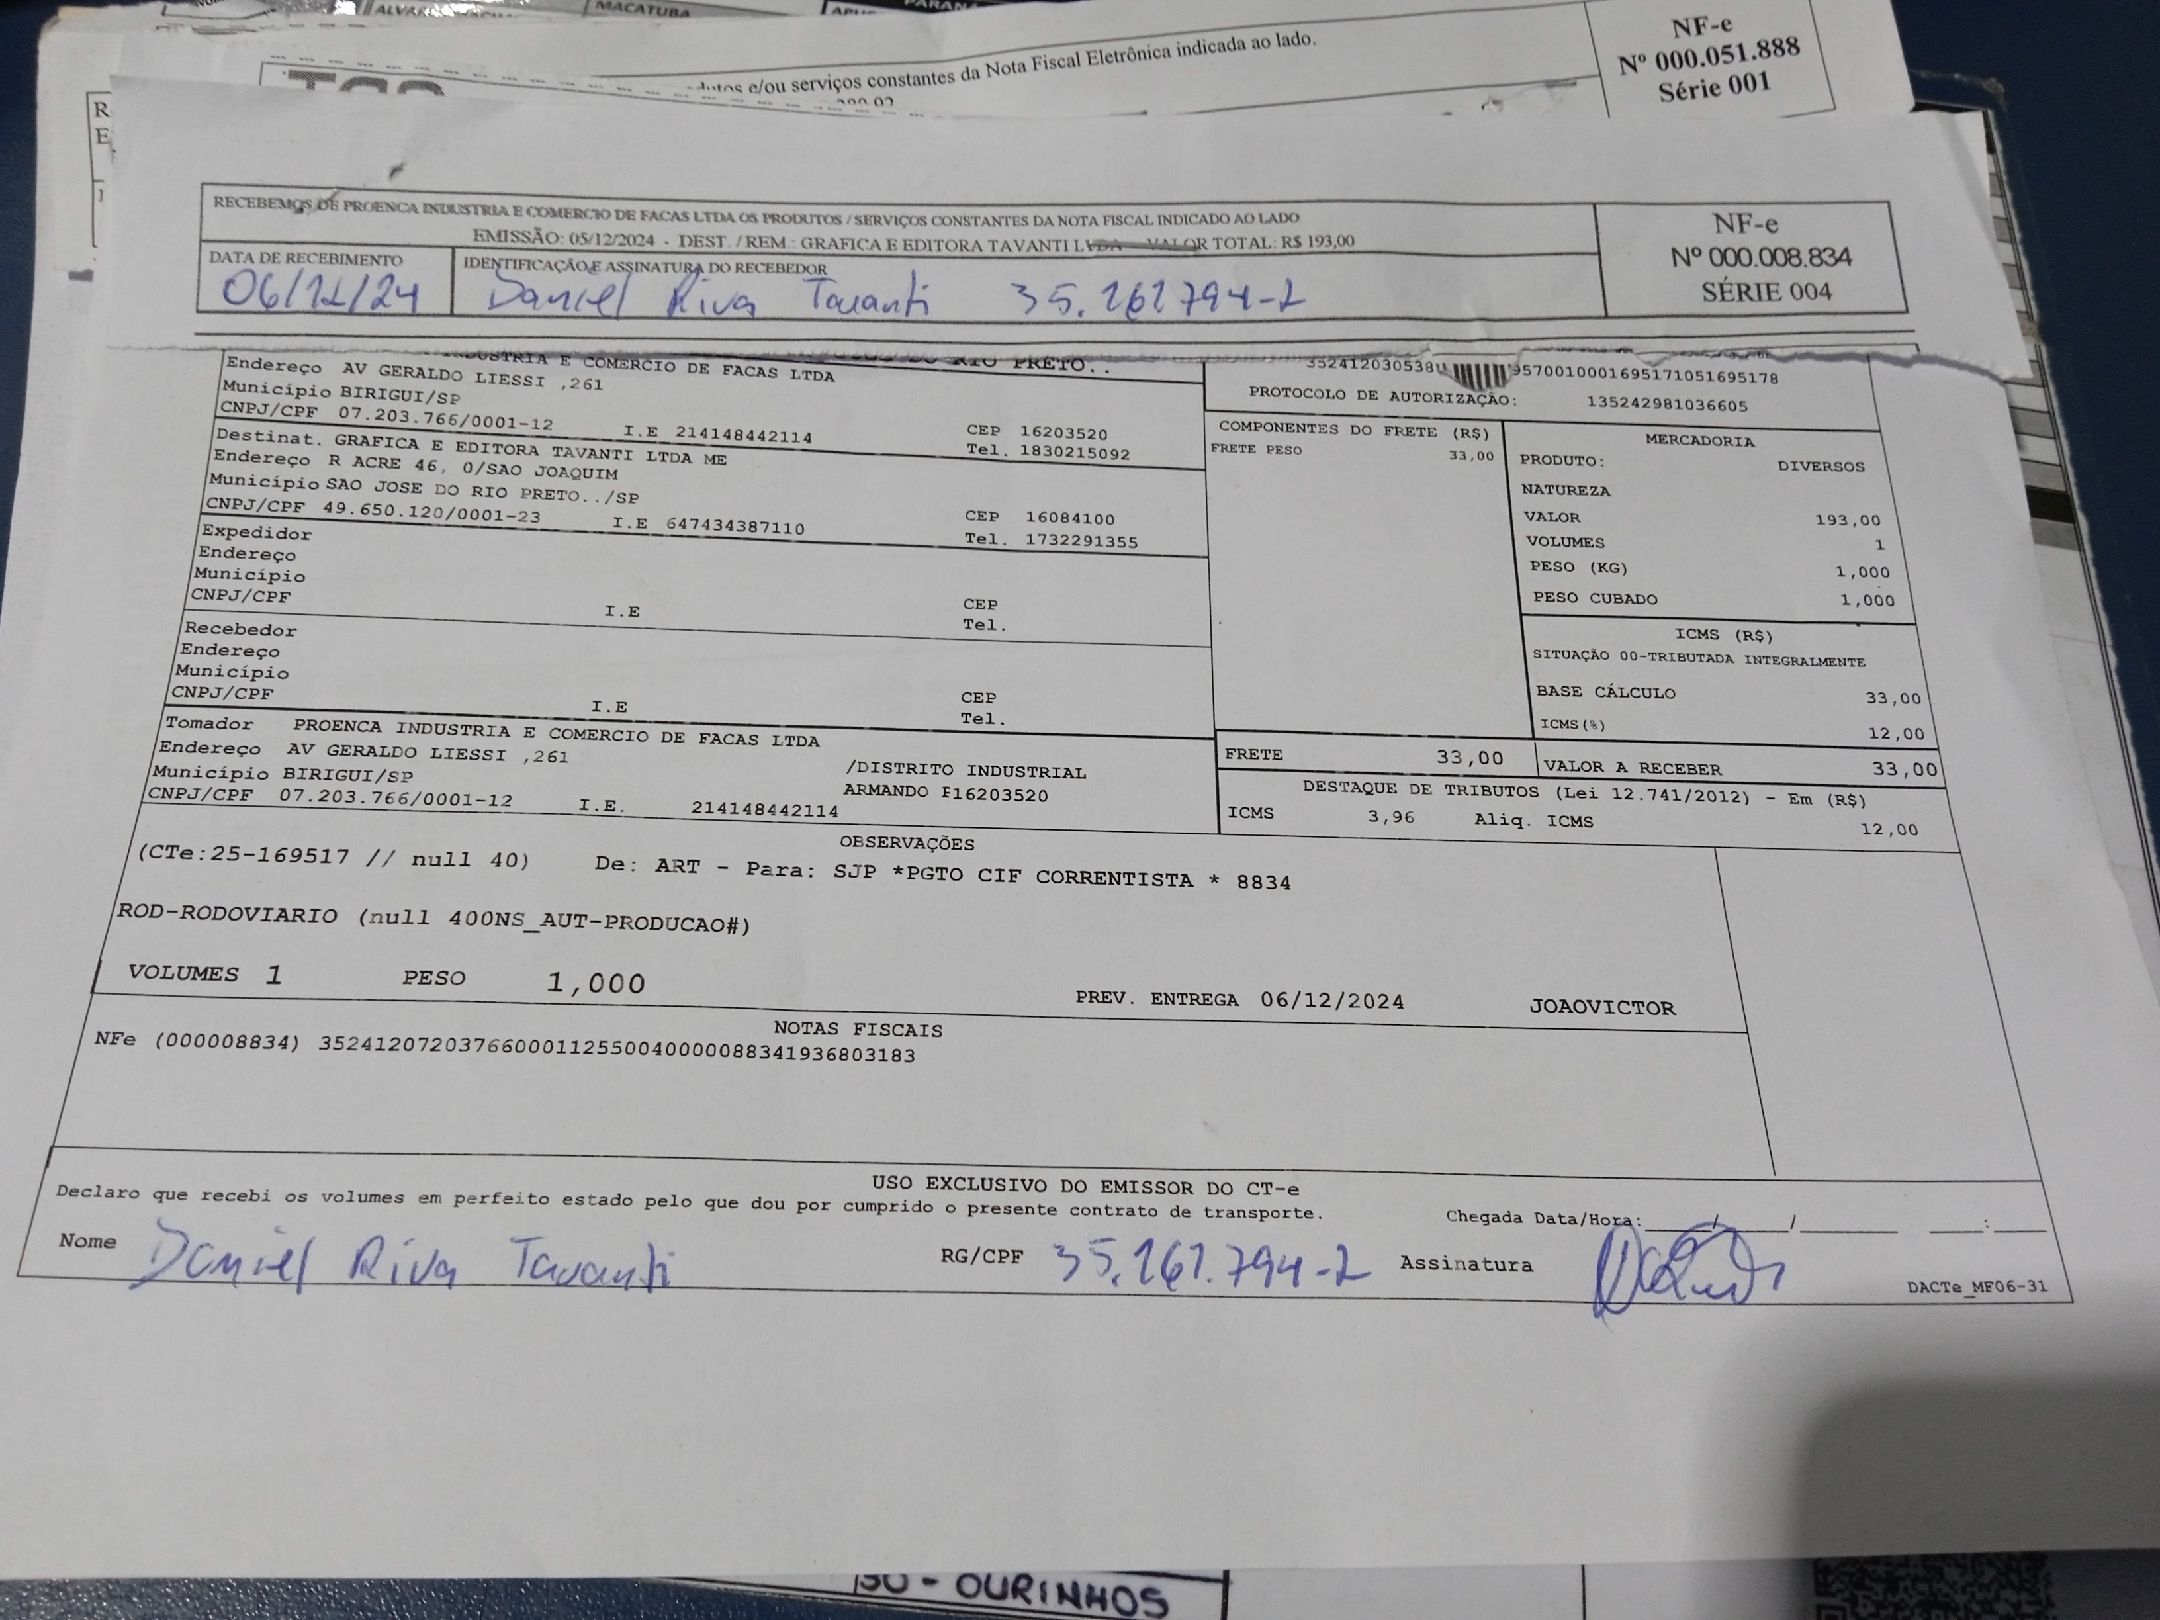 MACATUBA
e/ou serviços constantes da Nota Fiscal Eletrônica indicada ao lado.
NF-e
Nº 000.051.888
Série 001
RECEBEMOS DE PROENCA INDUSTRIA E COMERCIO DE FACAS LTDA OS PRODUTOS / SERVIÇOS CONSTANTES DA NOTA FISCAL INDICADO AO LADO
EMISSÃO: 05/12/2024 - DEST. / REM.: GRAFICA E EDITORA TAVANTI LTDA VALOR TOTAL: R$ 193,00
NF-e
Nº 000.008.834
SÉRIE 004
DATA DE RECEBIMENTO
06/12/24
IDENTIFICAÇÃO E ASSINATURA DO RECEBEDOR
Daniel Riva Tavanti 35.262.794-2
INDUSTRIA E COMERCIO DE FACAS LTDA
RIO PRETO..
Endereço AV GERALDO LIESSI ,261
Município BIRIGUI/SP
CNPJ/CPF 07.203.766/0001-12 I.E 214148442114
CEP 16203520
Tel. 1830215092
Destinat. GRAFICA E EDITORA TAVANTI LTDA ME
Endereço R ACRE 46, 0/SAO JOAQUIM
Município SAO JOSE DO RIO PRETO../SP
CNPJ/CPF 49.650.120/0001-23 I.E 647434387110
CEP 16084100
Tel. 1732291355
Expedidor
Endereço
Município
CNPJ/CPF I.E
CEP
Tel.
Recebedor
Endereço
Município
CNPJ/CPF I.E
CEP
Tel.
Tomador PROENCA INDUSTRIA E COMERCIO DE FACAS LTDA
Endereço AV GERALDO LIESSI ,261 /DISTRITO INDUSTRIAL
Município BIRIGUI/SP ARMANDO P16203520
CNPJ/CPF 07.203.766/0001-12 I.E. 214148442114
352412030538 957001000169517105169​5178
PROTOCOLO DE AUTORIZAÇÃO: 135242981036605
COMPONENTES DO FRETE (R$)
FRETE PESO 33,00
MERCADORIA
PRODUTO: DIVERSOS
NATUREZA
VALOR 193,00
VOLUMES 1
PESO (KG) 1,000
PESO CUBADO 1,000
ICMS (R$)
SITUAÇÃO 00-TRIBUTADA INTEGRALMENTE
BASE CÁLCULO 33,00
ICMS(%) 12,00
FRETE 33,00 VALOR A RECEBER 33,00
DESTAQUE DE TRIBUTOS (Lei 12.741/2012) - Em (R$)
ICMS 3,96 Aliq. ICMS 12,00
OBSERVAÇÕES
(CTe:25-169517 // null 40) De: ART - Para: SJP *PGTO CIF CORRENTISTA * 8834
ROD-RODOVIARIO (null 400NS_AUT-PRODUCAO#)
VOLUMES 1 PESO 1,000 PREV. ENTREGA 06/12/2024 JOAOVICTOR
NOTAS FISCAIS
NFe (000008834) 35241207203766000112550040000088341936803183
USO EXCLUSIVO DO EMISSOR DO CT-e
Declaro que recebi os volumes em perfeito estado pelo que dou por cumprido o presente contrato de transporte. Chegada Data/Hora: / / :
Nome Daniel Riva Tavanti RG/CPF 35.262.794-2 Assinatura
DACTe_MF06-31
- OURINHOS